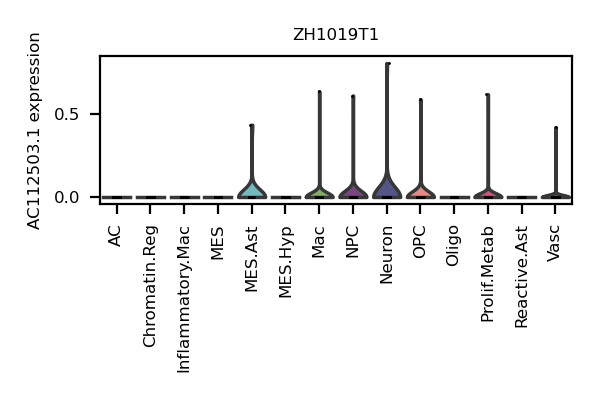 ZH1019T1
AC112503.1 expression
0.5
0.0
AC
Chromatin.Reg
Inflammatory.Mac
MES
MES.Ast
MES.Hyp
Mac
NPC
Neuron
OPC
Oligo
Prolif.Metab
Reactive.Ast
Vasc